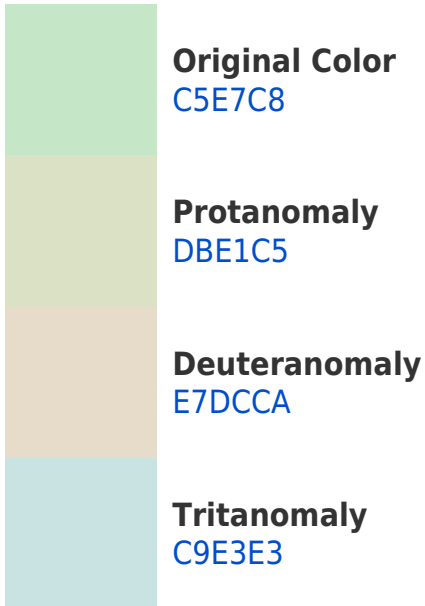 Original Color
C5E7C8
Protanomaly
DBE1C5
Deuteranomaly
E7DCCA
Tritanomaly
C9E3E3